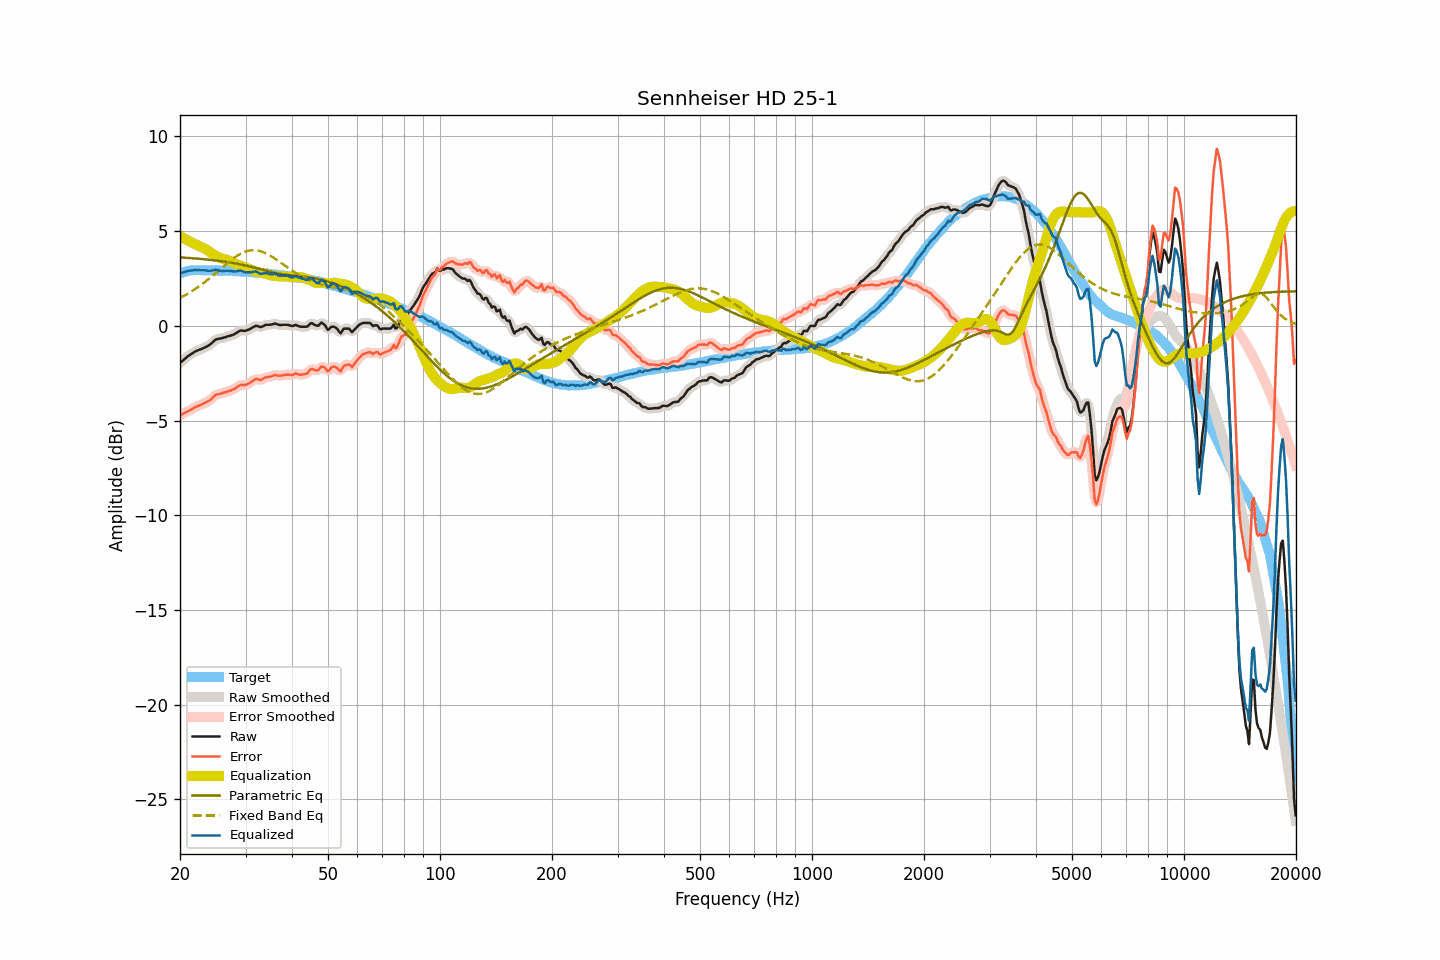 Sennheiser HD 25-1
Amplitude (dBr)
10
5
0
−5
−10
−15
−20
−25
Target
Raw Smoothed
Error Smoothed
Raw
Error
Equalization
Parametric Eq
Fixed Band Eq
Equalized
20 50 100 200 500 1000 2000 5000 10000 20000
Frequency (Hz)